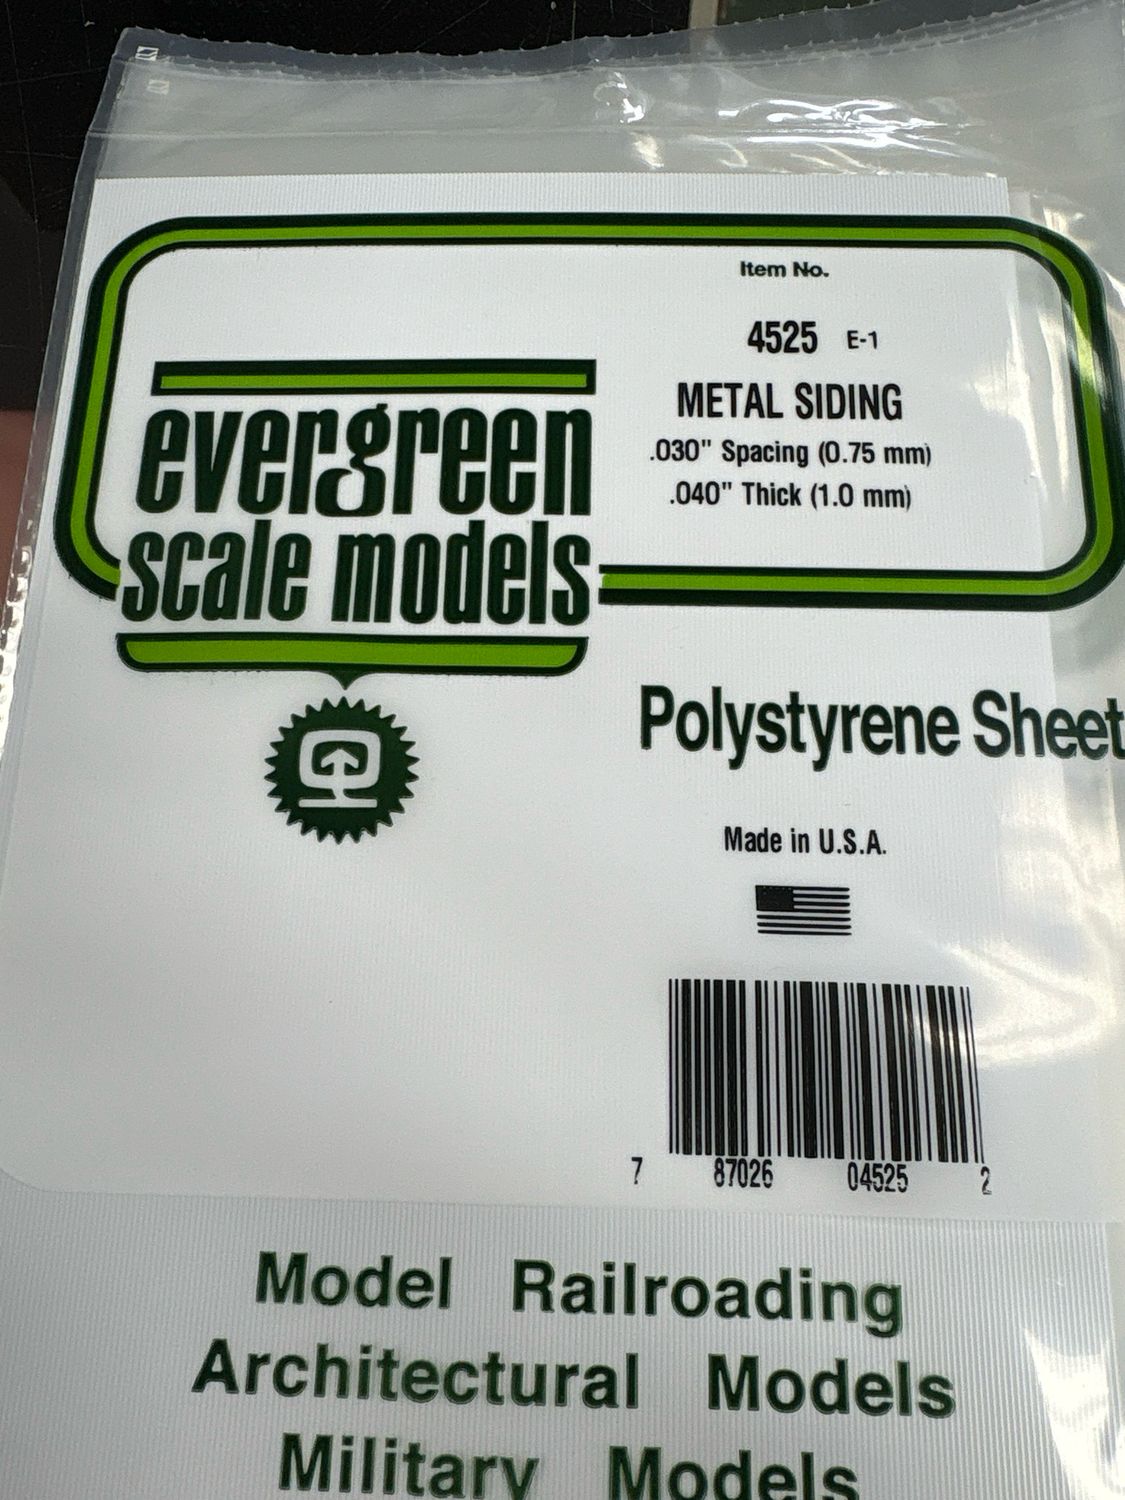 Item No.
4525 E-1
METAL SIDING
.030" Spacing (0.75 mm)
.040" Thick (1.0 mm)
evergreen
scale models
Polystyrene Sheet
Made in U.S.A.
7 87026 04525 2
Model Railroading
Architectural Models
Military Models